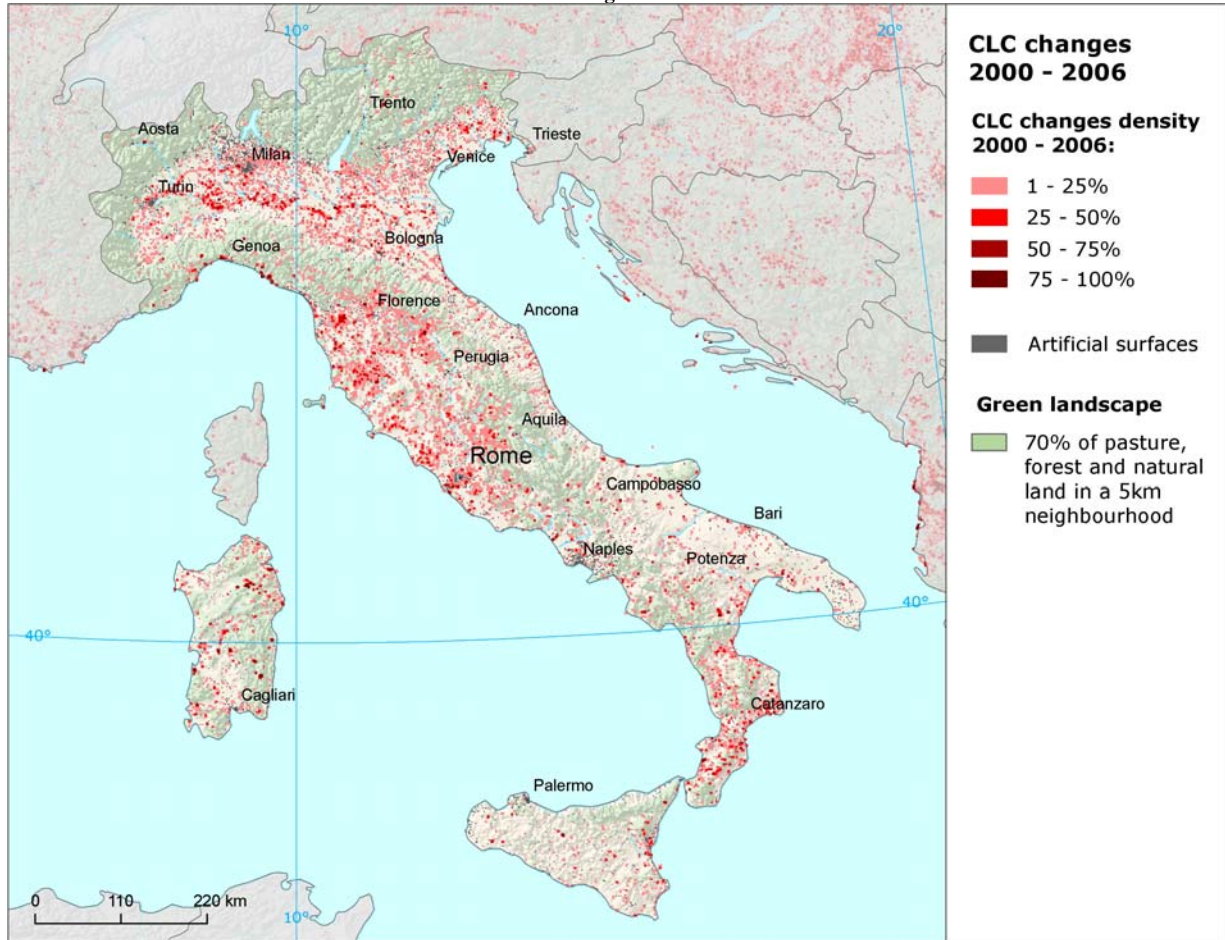 10°
20°
Trento
Aosta
Trieste
Milan
Venice
Turin
Bologna
Genoa
Florence
Ancona
Perugia
Aquila
Rome
Campobasso
Bari
Naples
Potenza
40°
40°
Cagliari
Catanzaro
Palermo
0 110 220 km
10°
CLC changes
2000 - 2006
CLC changes density
2000 - 2006:
1 - 25%
25 - 50%
50 - 75%
75 - 100%
Artificial surfaces
Green landscape
70% of pasture,
forest and natural
land in a 5km
neighbourhood